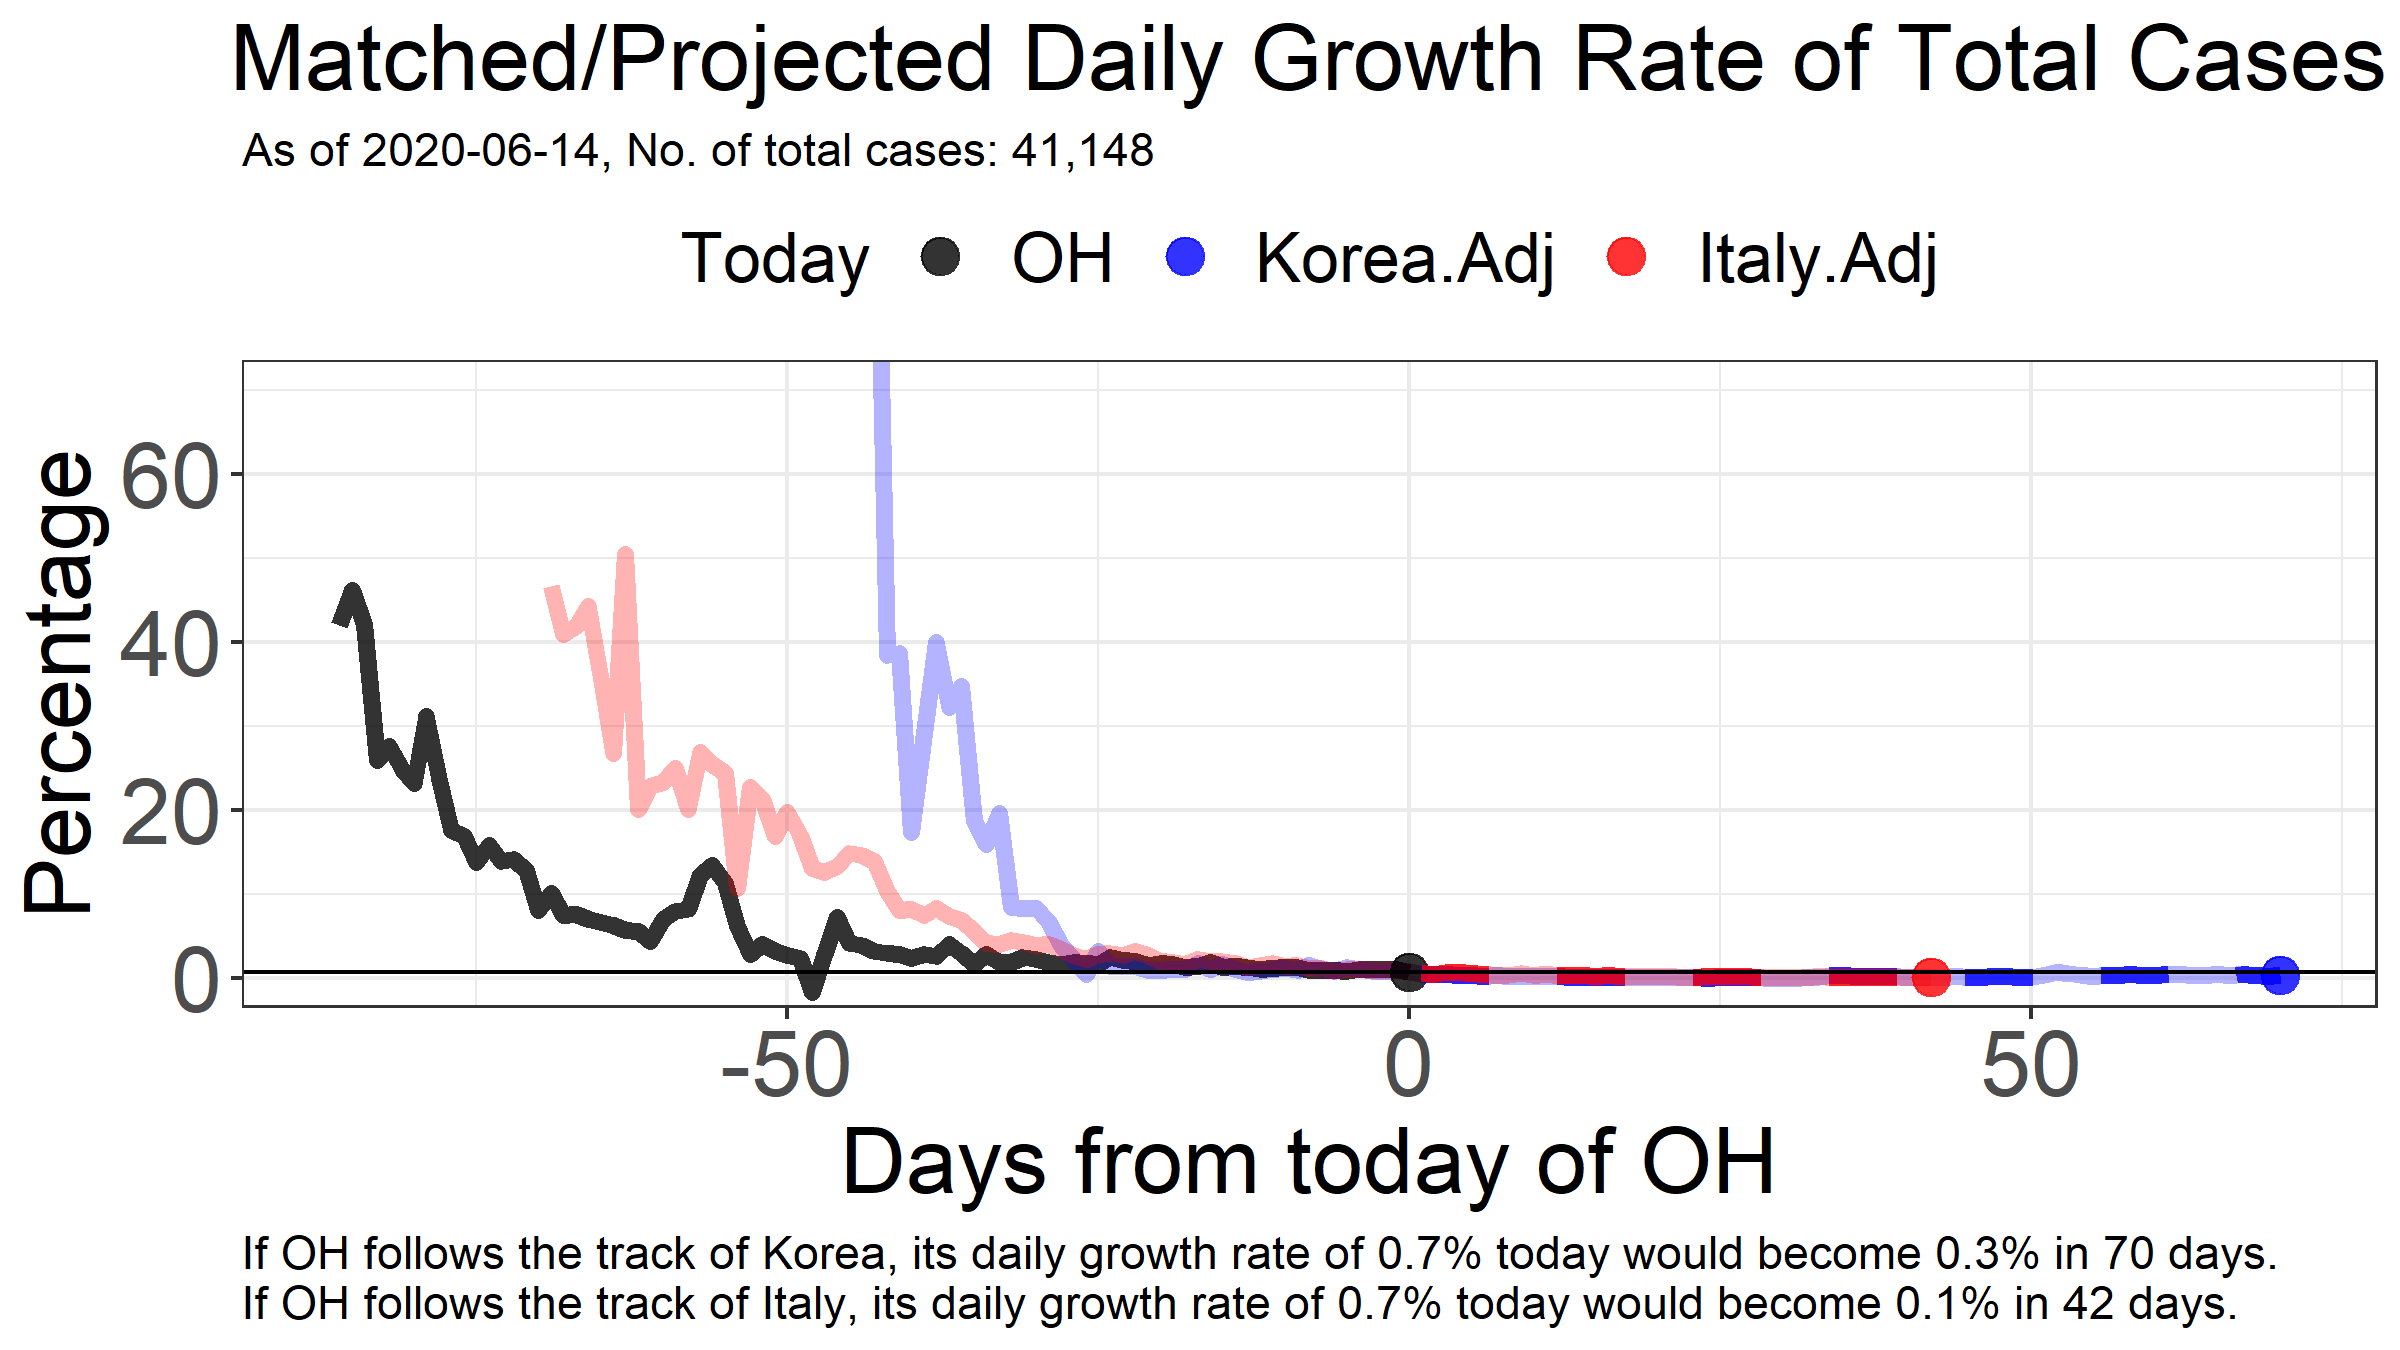 Matched/Projected Daily Growth Rate of Total Cases
As of 2020-06-14, No. of total cases: 41,148
Today OH Korea.Adj Italy.Adj
Percentage
60
40
20
0
-50 0 50
Days from today of OH
If OH follows the track of Korea, its daily growth rate of 0.7% today would become 0.3% in 70 days.
If OH follows the track of Italy, its daily growth rate of 0.7% today would become 0.1% in 42 days.